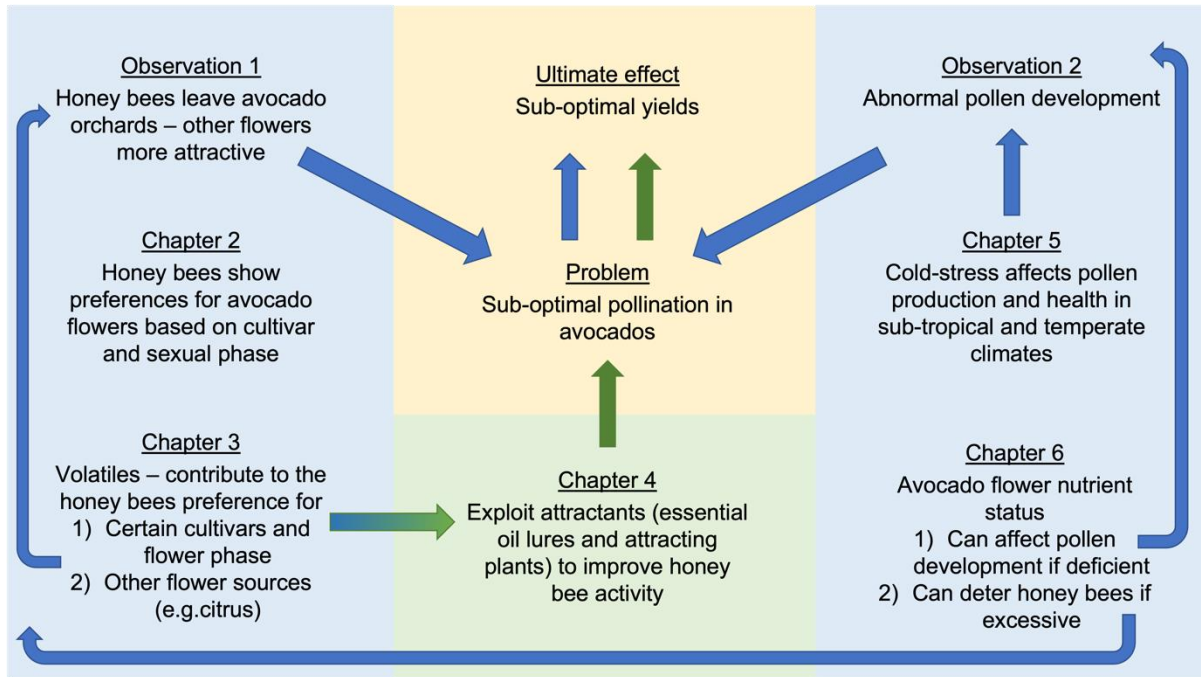 Observation 1
Honey bees leave avocado
orchards – other flowers
more attractive
Chapter 2
Honey bees show
preferences for avocado
flowers based on cultivar
and sexual phase
Chapter 3
Volatiles – contribute to the
honey bees preference for
1) Certain cultivars and
flower phase
2) Other flower sources
(e.g.citrus)
Ultimate effect
Sub-optimal yields
Problem
Sub-optimal pollination in
avocados
Chapter 4
Exploit attractants (essential
oil lures and attracting
plants) to improve honey
bee activity
Observation 2
Abnormal pollen development
Chapter 5
Cold-stress affects pollen
production and health in
sub-tropical and temperate
climates
Chapter 6
Avocado flower nutrient
status
1) Can affect pollen
development if deficient
2) Can deter honey bees if
excessive